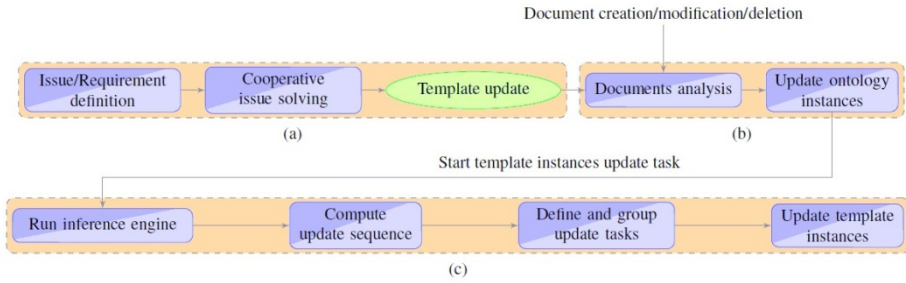 Document creation/modification/deletion
Issue/Requirement
definition
Cooperative
issue solving
Template update
Documents analysis
Update ontology
instances
(a)
(b)
Start template instances update task
Run inference engine
Compute
update sequence
Define and group
update tasks
Update template
instances
(c)